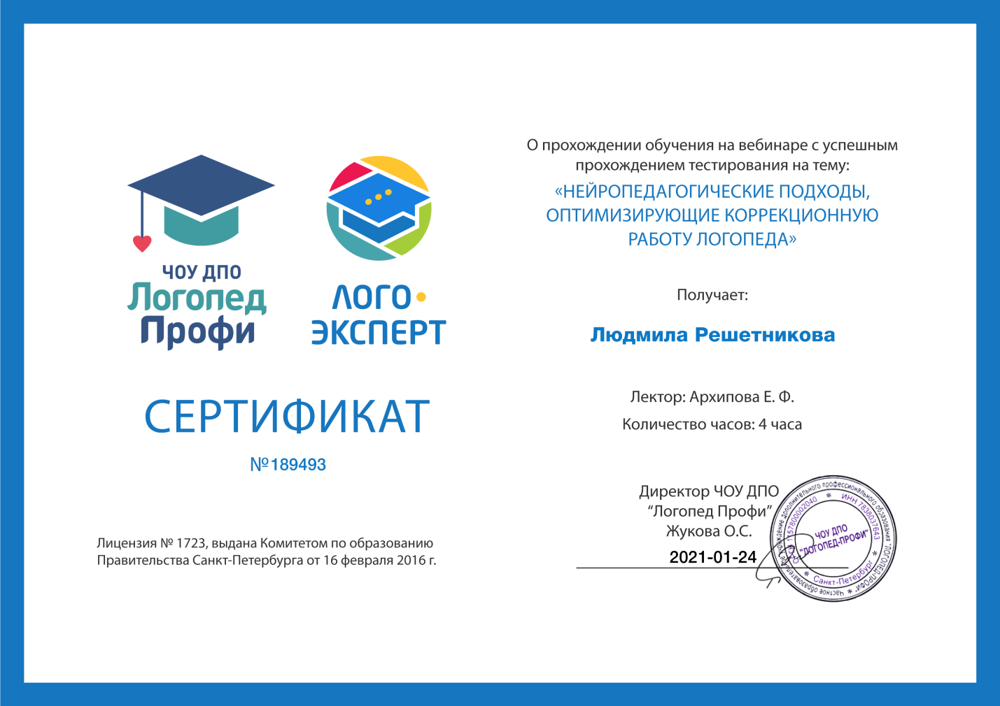 ЧОУ ДПО
Логопед
Профи
ЛОГО
ЭКСПЕРТ
СЕРТИФИКАТ
№189493
Лицензия № 1723, выдана Комитетом по образованию
Правительства Санкт-Петербурга от 16 февраля 2016 г.
О прохождении обучения на вебинаре с успешным
прохождением тестирования на тему:
«НЕЙРОПЕДАГОГИЧЕСКИЕ ПОДХОДЫ,
ОПТИМИЗИРУЮЩИЕ КОРРЕКЦИОННУЮ
РАБОТУ ЛОГОПЕДА»
Получает:
Людмила Решетникова
Лектор: Архипова Е. Ф.
Количество часов: 4 часа
Директор ЧОУ ДПО
“Логопед Профи”
Жукова О.С.
2021-01-24
Частное образовательное учреждение дополнительного профессионального образования "ЛОГОПЕД-ПРОФИ"
ОГРН 1157800002040 * ИНН 7838037643 * Санкт-Петербург *
ЧОУ ДПО
"ЛОГОПЕД-ПРОФИ"